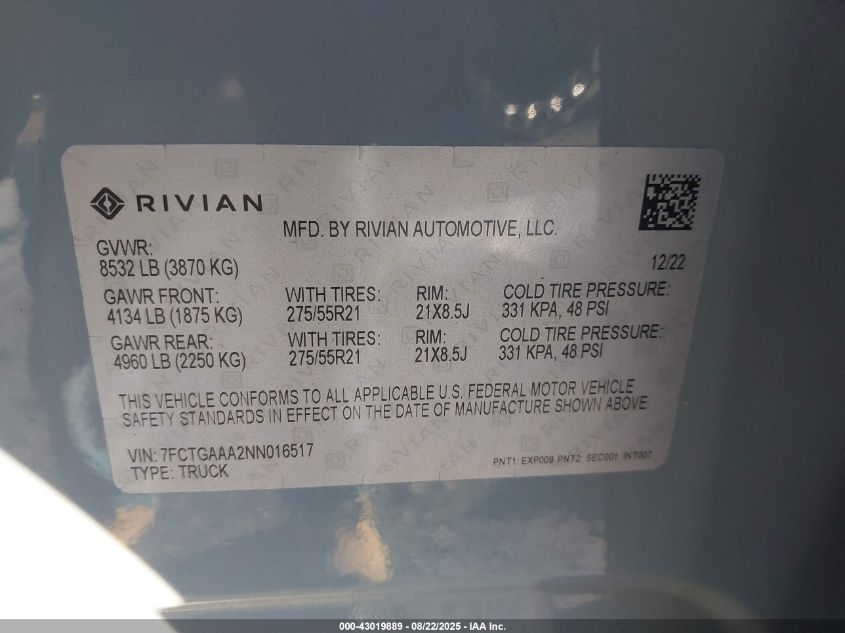 RIVIAN
MFD. BY RIVIAN AUTOMOTIVE, LLC.
GVWR:
8532 LB (3870 KG)
12/22
GAWR FRONT: WITH TIRES: RIM: COLD TIRE PRESSURE:
4134 LB (1875 KG) 275/55R21 21X8.5J 331 KPA, 48 PSI
GAWR REAR: WITH TIRES: RIM: COLD TIRE PRESSURE:
4960 LB (2250 KG) 275/55R21 21X8.5J 331 KPA, 48 PSI
THIS VEHICLE CONFORMS TO ALL APPLICABLE U.S. FEDERAL MOTOR VEHICLE
SAFETY STANDARDS IN EFFECT ON THE DATE OF MANUFACTURE SHOWN ABOVE.
VIN: 7FCTGAAA2NN016517
TYPE: TRUCK
PNT1: EXP009 PNT2: SEC001 INT007
000-43019889 - 08/22/2025 - IAA Inc.